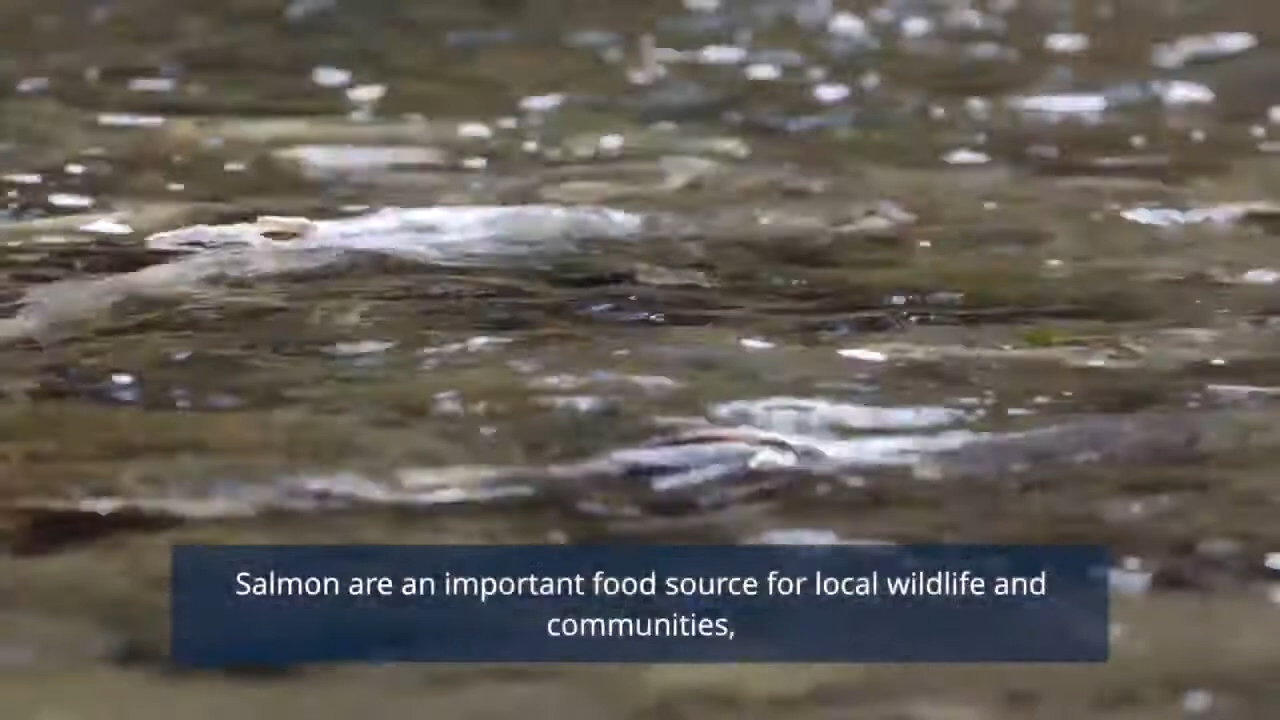 Salmon are an important food source for local wildlife and
communities,